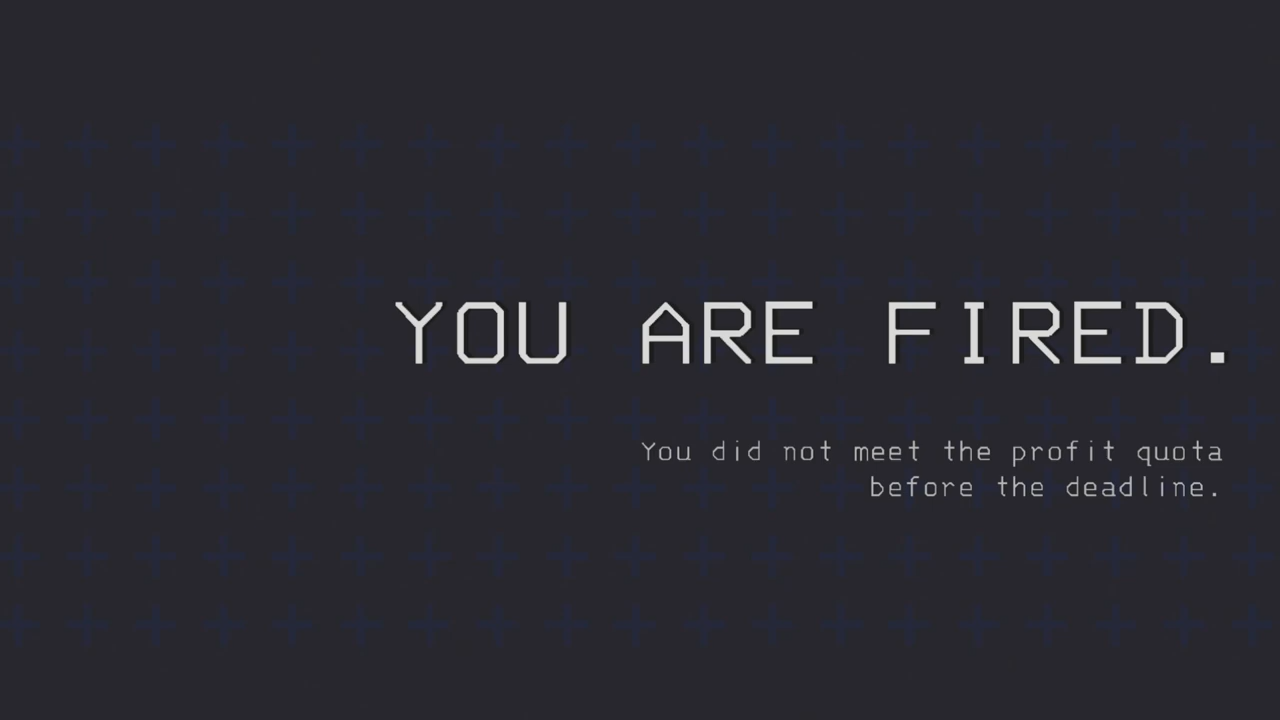 YOU ARE FIRED.
You did not meet the profit quota
before the deadline.